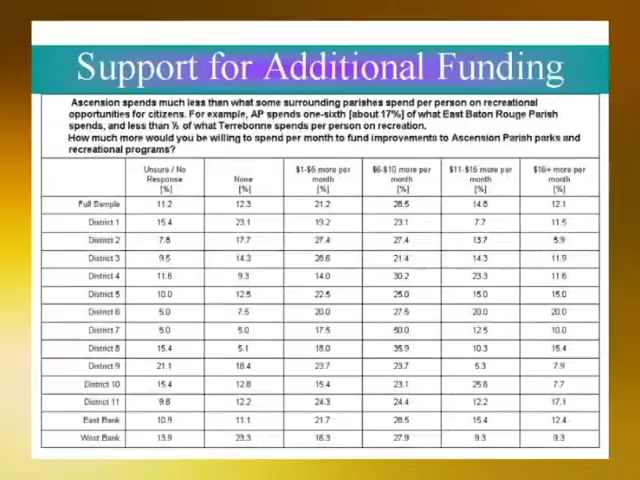 Support for Additional Funding
Ascension spends much less than what some surrounding parishes spend per person on recreational
opportunities for citizens. For example, AP spends one-sixth [about 17%] of what East Baton Rouge Parish
spends, and less than ½ of what Terrebonne spends per person on recreation.
How much more would you be willing to spend per month to fund improvements to Ascension Parish parks and
recreational programs?
Unsure / No Response [%] None [%] $1-$5 more per month [%] $6-$10 more per month [%] $11-$15 more per month [%] $16+ more per month [%]
Full Sample 11.2 12.3 21.2 28.5 14.8 12.1
District 1 15.4 23.1 19.2 23.1 7.7 11.5
District 2 7.8 17.7 27.4 27.4 13.7 5.9
District 3 9.5 14.3 28.6 21.4 14.3 11.9
District 4 11.6 9.3 14.0 30.2 23.3 11.6
District 5 10.0 12.5 22.5 25.0 15.0 15.0
District 6 5.0 7.5 20.0 27.5 20.0 20.0
District 7 5.0 5.0 17.5 50.0 12.5 10.0
District 8 15.4 5.1 18.0 35.9 10.3 15.4
District 9 21.1 18.4 23.7 23.7 5.3 7.9
District 10 15.4 12.8 15.4 23.1 25.6 7.7
District 11 9.8 12.2 24.3 24.4 12.2 17.1
East Bank 10.9 11.1 21.7 28.5 15.4 12.4
West Bank 13.9 23.3 18.3 27.9 9.3 9.3